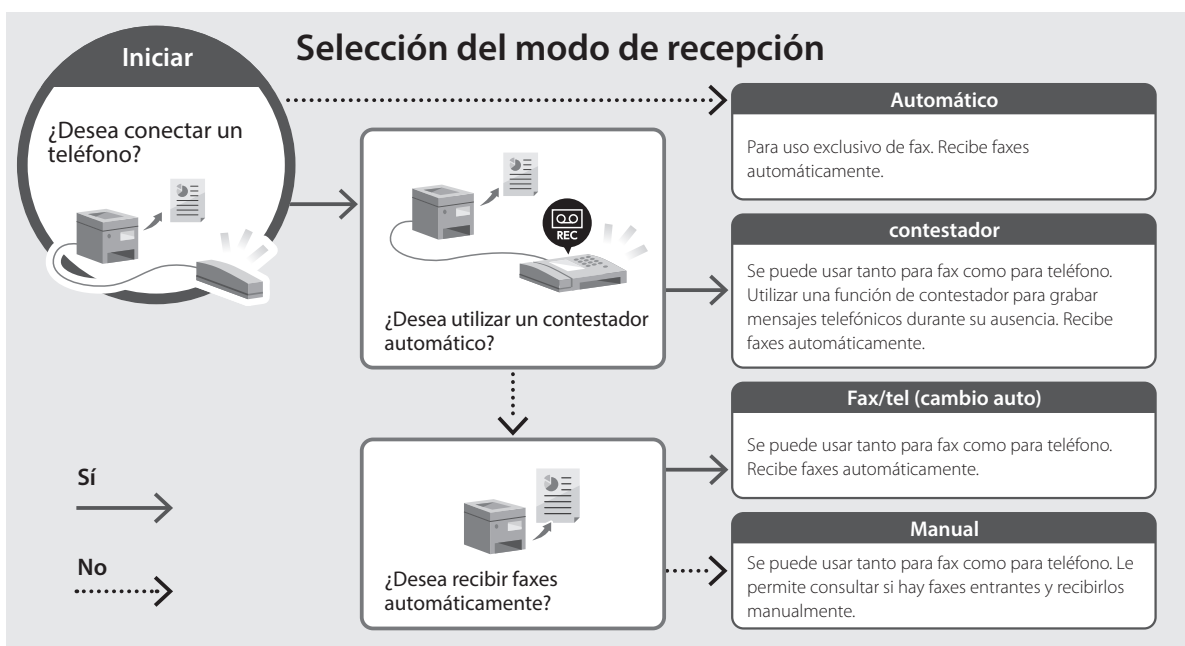 Selección del modo de recepción
Iniciar
¿Desea conectar un
teléfono?
Automático
Para uso exclusivo de fax. Recibe faxes
automáticamente.
REC
¿Desea utilizar un contestador
automático?
contestador
Se puede usar tanto para fax como para teléfono.
Utilizar una función de contestador para grabar
mensajes telefónicos durante su ausencia. Recibe
faxes automáticamente.
¿Desea recibir faxes
automáticamente?
Fax/tel (cambio auto)
Se puede usar tanto para fax como para teléfono.
Recibe faxes automáticamente.
Manual
Se puede usar tanto para fax como para teléfono. Le
permite consultar si hay faxes entrantes y recibirlos
manualmente.
Sí
No